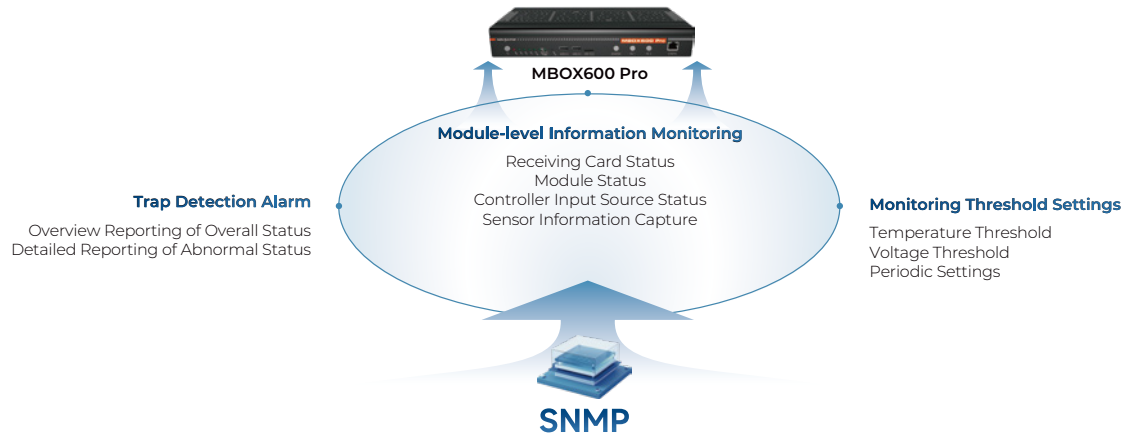 MBOX600 Pro
MBOX600 Pro
Module-level Information Monitoring
Receiving Card Status
Module Status
Controller Input Source Status
Sensor Information Capture
Trap Detection Alarm
Overview Reporting of Overall Status
Detailed Reporting of Abnormal Status
Monitoring Threshold Settings
Temperature Threshold
Voltage Threshold
Periodic Settings
SNMP